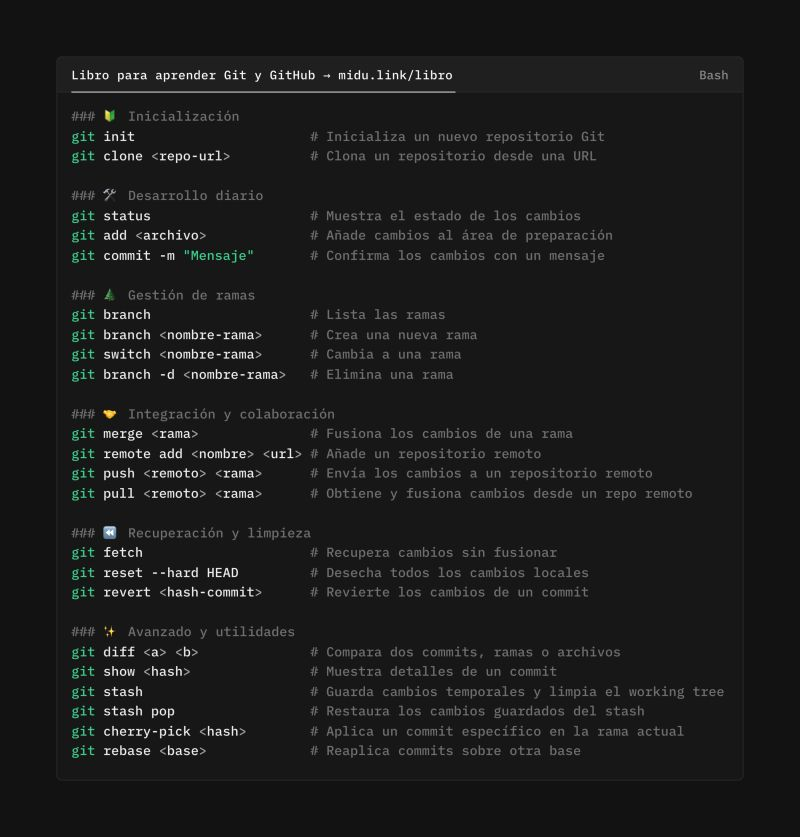 Libro para aprender Git y GitHub → midu.link/libro Bash
### 🔰 Inicialización
git init # Inicializa un nuevo repositorio Git
git clone <repo-url> # Clona un repositorio desde una URL
### 🛠 Desarrollo diario
git status # Muestra el estado de los cambios
git add <archivo> # Añade cambios al área de preparación
git commit -m "Mensaje" # Confirma los cambios con un mensaje
### 🌲 Gestión de ramas
git branch # Lista las ramas
git branch <nombre-rama> # Crea una nueva rama
git switch <nombre-rama> # Cambia a una rama
git branch -d <nombre-rama> # Elimina una rama
### 🤝 Integración y colaboración
git merge <rama> # Fusiona los cambios de una rama
git remote add <nombre> <url> # Añade un repositorio remoto
git push <remoto> <rama> # Envía los cambios a un repositorio remoto
git pull <remoto> <rama> # Obtiene y fusiona cambios desde un repo remoto
### ⏪ Recuperación y limpieza
git fetch # Recupera cambios sin fusionar
git reset --hard HEAD # Desecha todos los cambios locales
git revert <hash-commit> # Revierte los cambios de un commit
### ✨ Avanzado y utilidades
git diff <a> <b> # Compara dos commits, ramas o archivos
git show <hash> # Muestra detalles de un commit
git stash # Guarda cambios temporales y limpia el working tree
git stash pop # Restaura los cambios guardados del stash
git cherry-pick <hash> # Aplica un commit específico en la rama actual
git rebase <base> # Reaplica commits sobre otra base